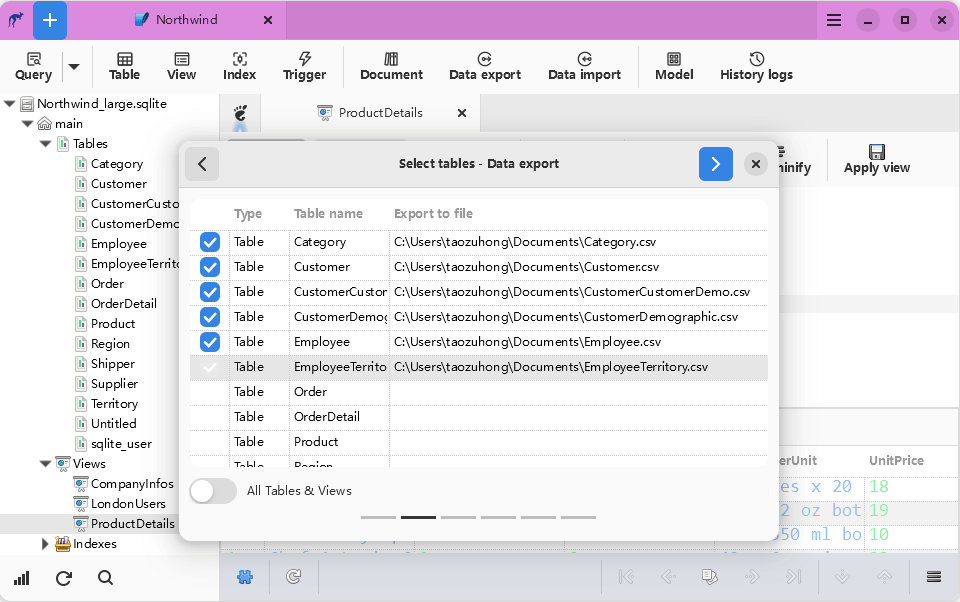 Northwind
Query
Table
View
Index
Trigger
Document
Data export
Data import
Model
History logs
Northwind_large.sqlite
main
Tables
Category
Customer
CustomerCusto
CustomerDemo
Employee
EmployeeTerrito
Order
OrderDetail
Product
Region
Shipper
Supplier
Territory
Untitled
sqlite_user
Views
CompanyInfos
LondonUsers
ProductDetails
Indexes
ProductDetails
Apply view
Select tables - Data export
Type Table name Export to file
Table Category C:\Users\taozuhong\Documents\Category.csv
Table Customer C:\Users\taozuhong\Documents\Customer.csv
Table CustomerCustor C:\Users\taozuhong\Documents\CustomerCustomerDemo.csv
Table CustomerDemog C:\Users\taozuhong\Documents\CustomerDemographic.csv
Table Employee C:\Users\taozuhong\Documents\Employee.csv
Table EmployeeTerrito C:\Users\taozuhong\Documents\EmployeeTerritory.csv
Table Order
Table OrderDetail
Table Product
Table Region
All Tables & Views
erUnit UnitPrice
es x 20 18
2 oz bot 19
550 ml bo 10